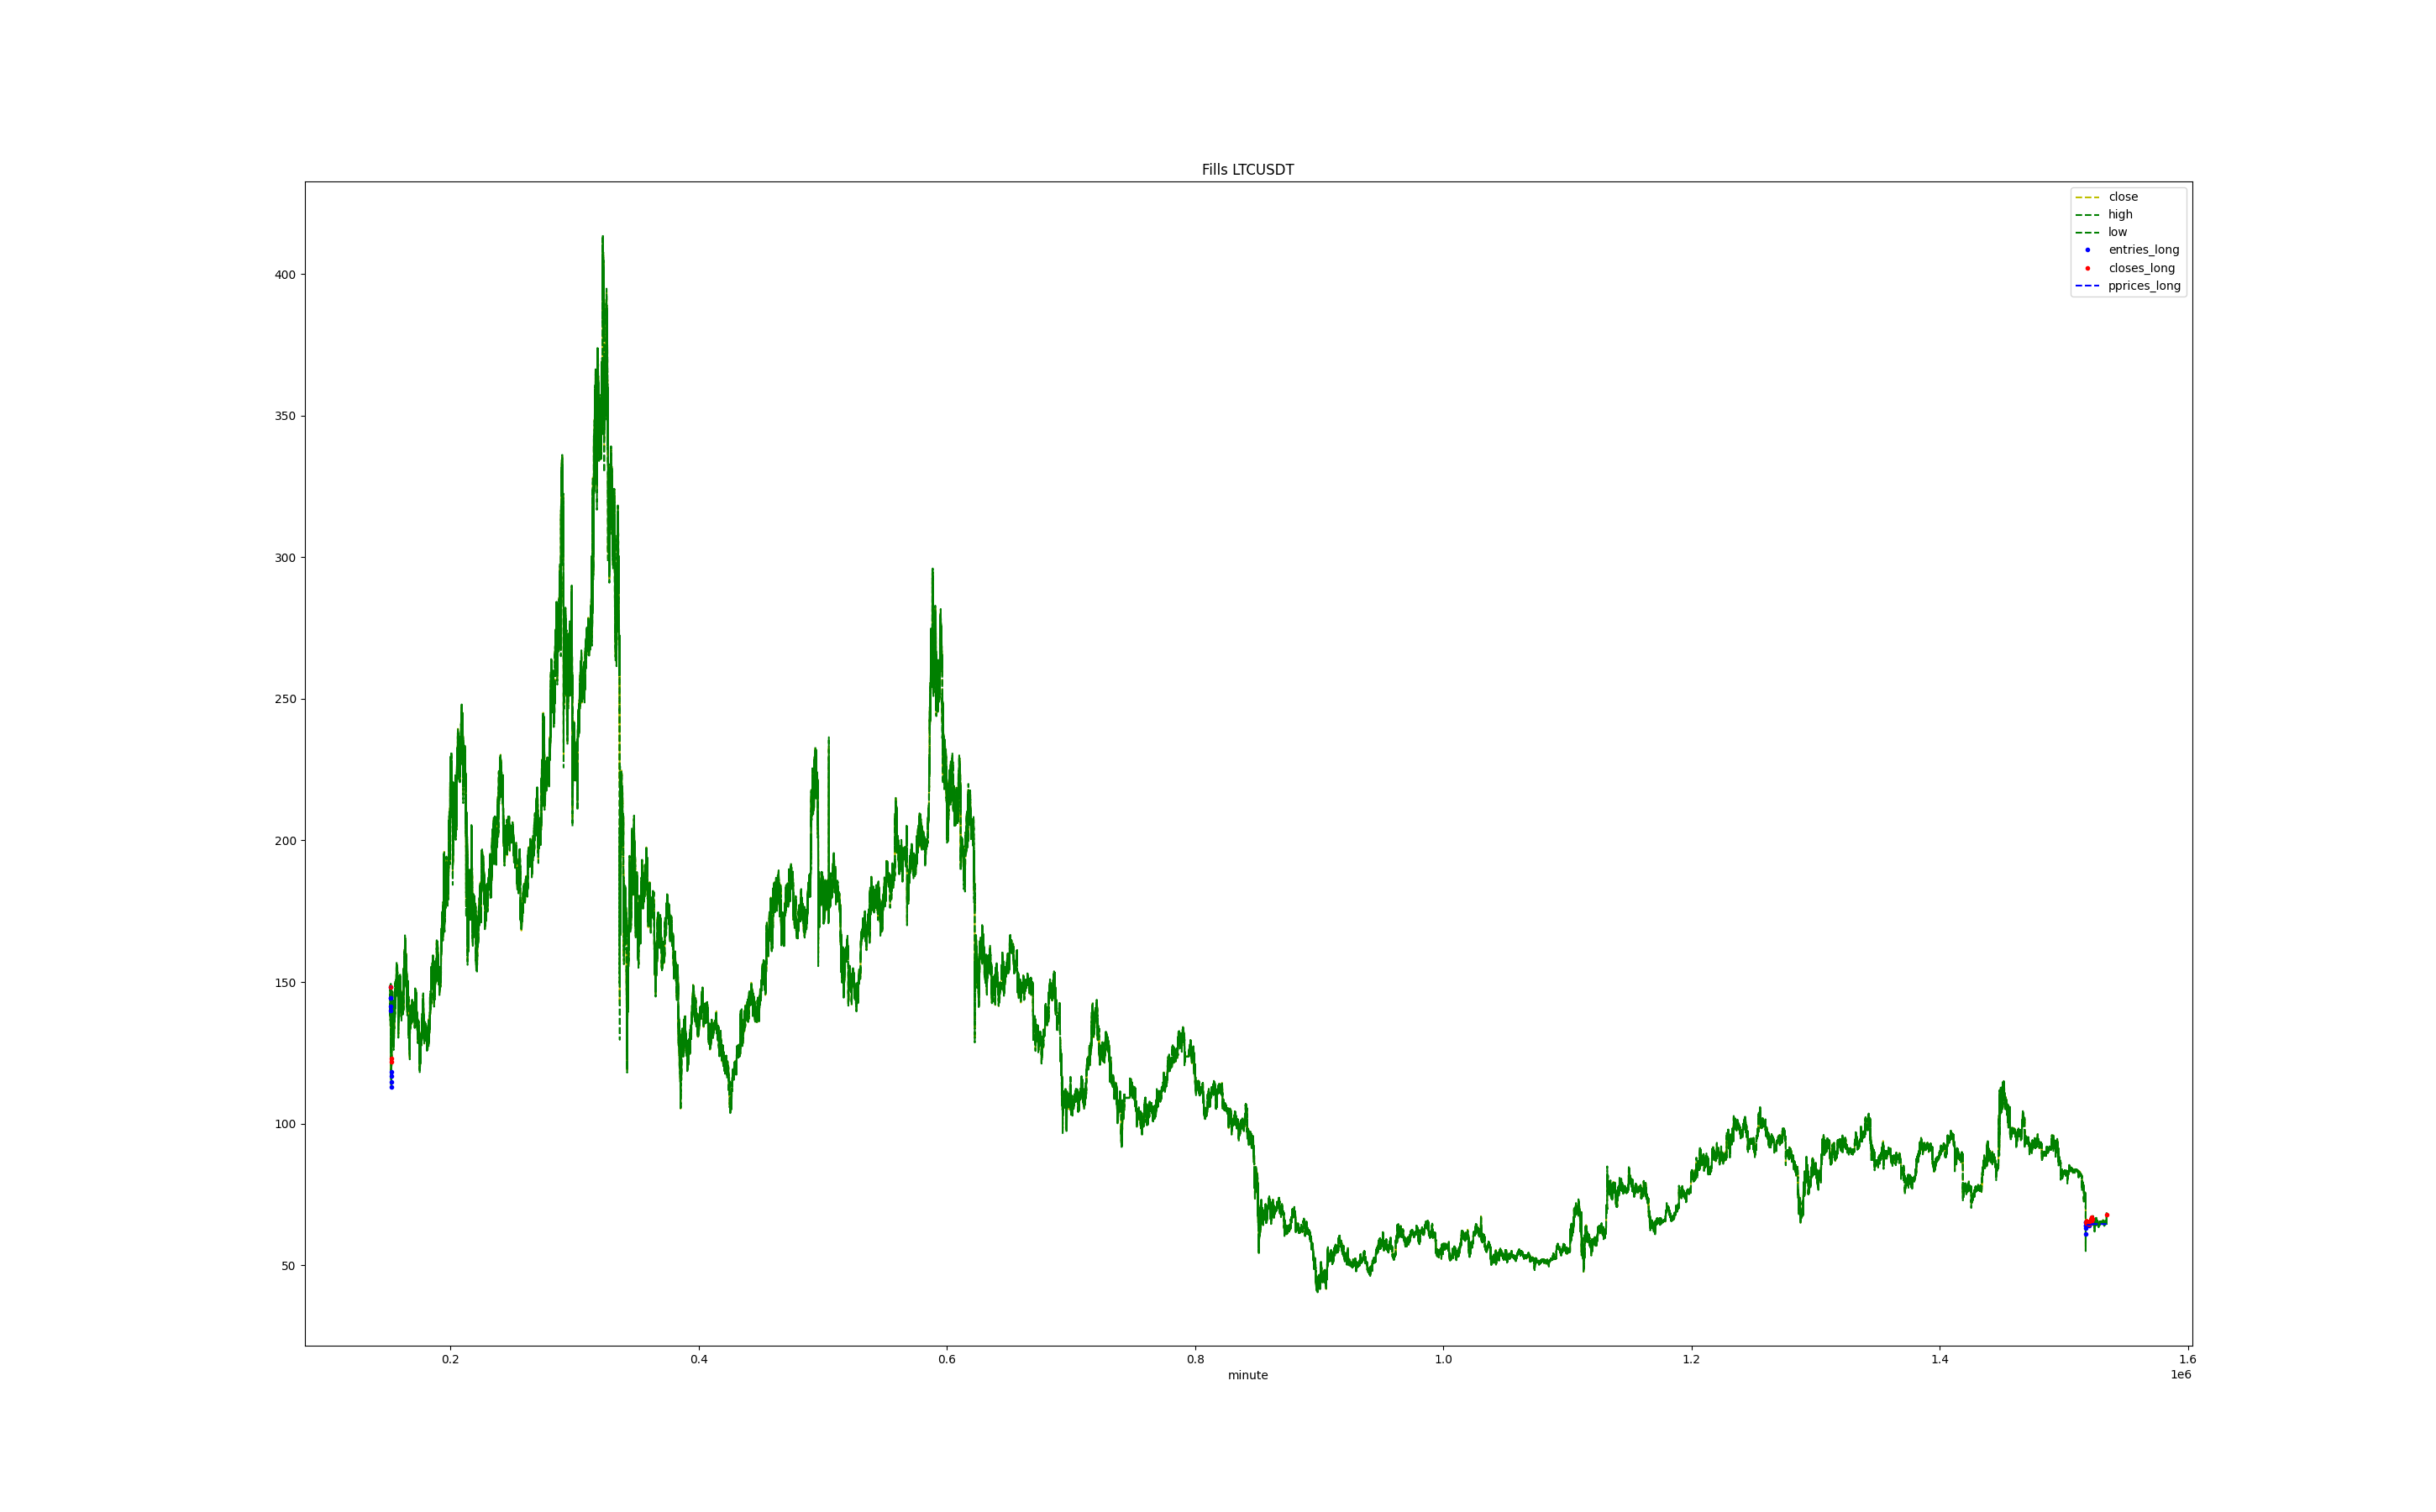 Fills LTCUSDT
close
high
low
entries_long
closes_long
pprices_long
400
350
300
250
200
150
100
50
0.2 0.4 0.6 0.8 1.0 1.2 1.4 1.6
minute 1e6